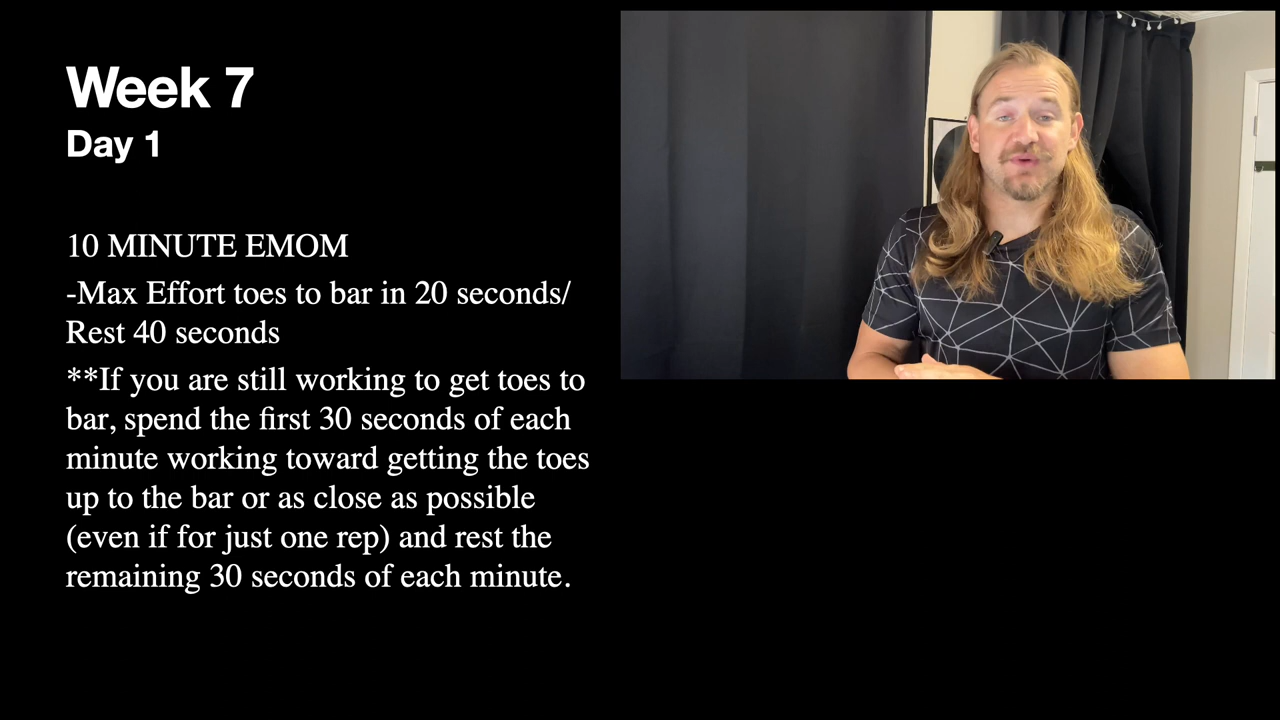 Week 7
Day 1
10 MINUTE EMOM
-Max Effort toes to bar in 20 seconds/
Rest 40 seconds
**If you are still working to get toes to
bar, spend the first 30 seconds of each
minute working toward getting the toes
up to the bar or as close as possible
(even if for just one rep) and rest the
remaining 30 seconds of each minute.